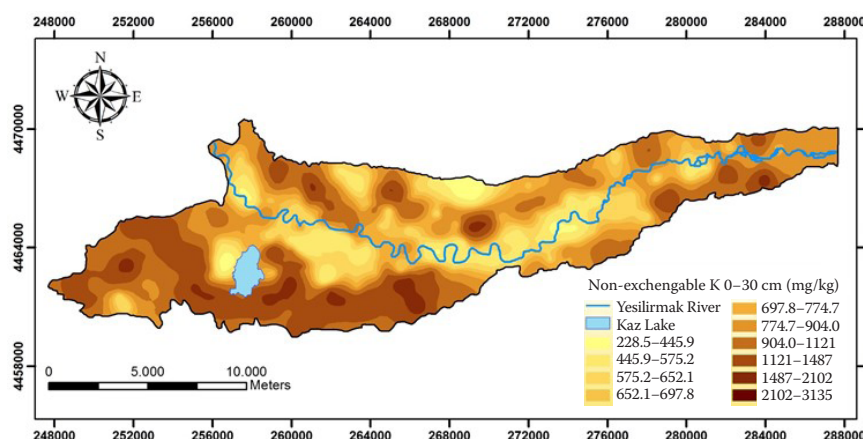 248000 252000 256000 260000 264000 268000 272000 276000 280000 284000 288000
N
W E
S
4470000 4470000
4464000 4464000
4458000 4458000
Non-exchengable K 0–30 cm (mg/kg)
Yesilirmak River 697.8–774.7
Kaz Lake 774.7–904.0
228.5–445.9 904.0–1121
445.9–575.2 1121–1487
575.2–652.1 1487–2102
652.1–697.8 2102–3135
0 5.000 10.000
Meters
248000 252000 256000 260000 264000 268000 272000 276000 280000 284000 288000